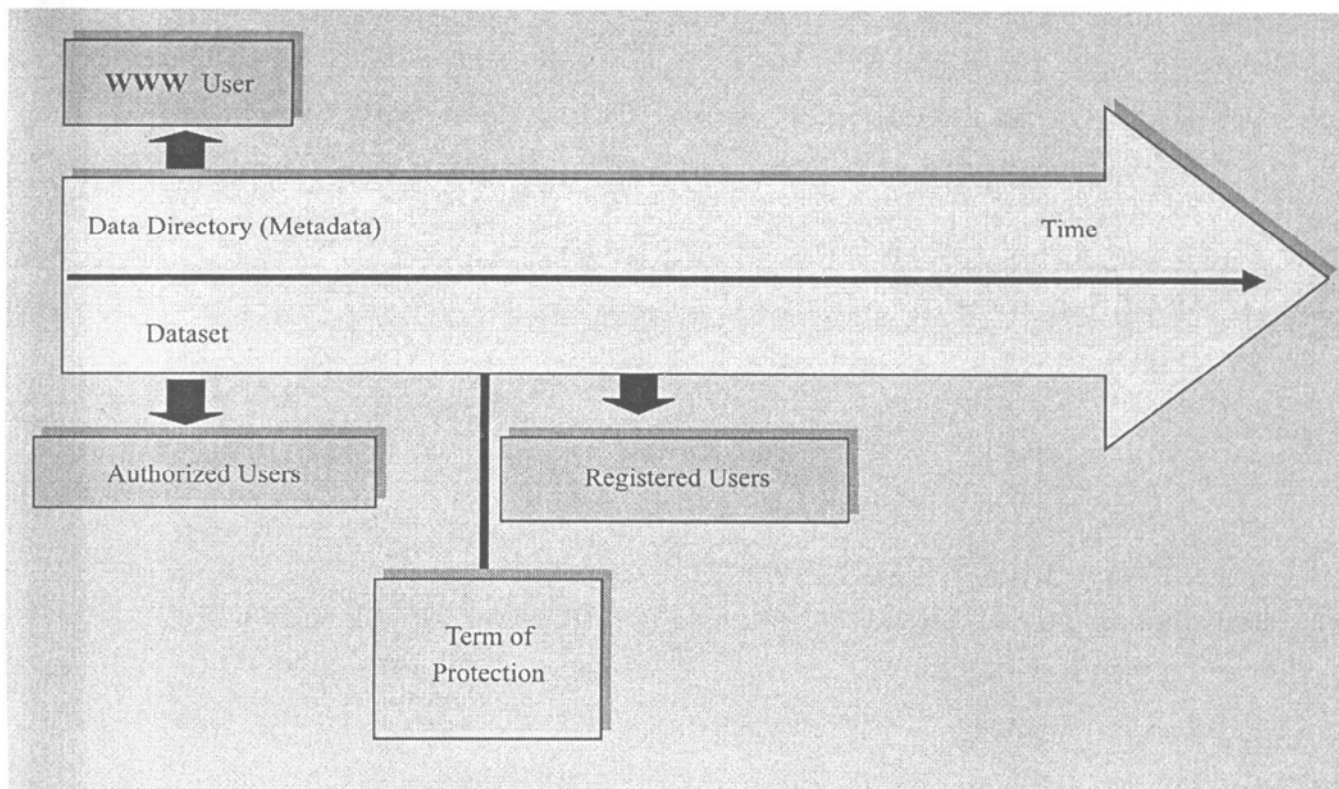 WWW User
Data Directory (Metadata)
Time
Dataset
Authorized Users
Registered Users
Term of
Protection